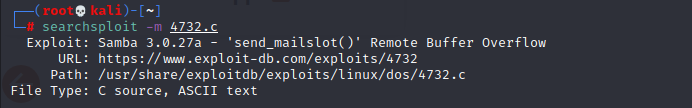 (root💀kali)-[~]
# searchsploit -m 4732.c
Exploit: Samba 3.0.27a - 'send_mailslot()' Remote Buffer Overflow
URL: https://www.exploit-db.com/exploits/4732
Path: /usr/share/exploitdb/exploits/linux/dos/4732.c
File Type: C source, ASCII text